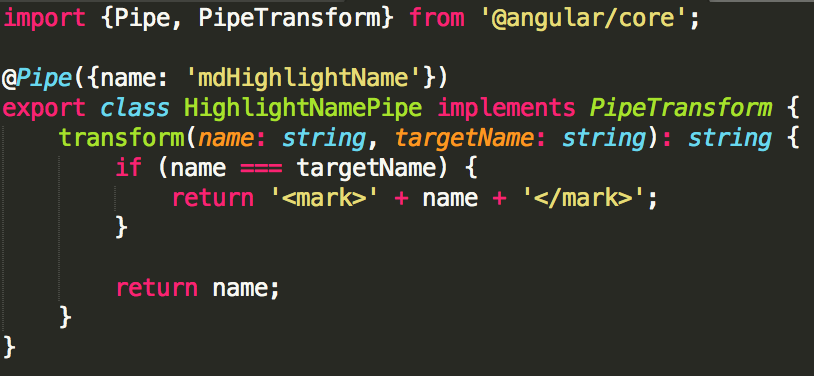 import {Pipe, PipeTransform} from '@angular/core';
@Pipe({name: 'mdHighlightName'})
export class HighlightNamePipe implements PipeTransform {
transform(name: string, targetName: string): string {
if (name === targetName) {
return '<mark>' + name + '</mark>';
}
return name;
}
}